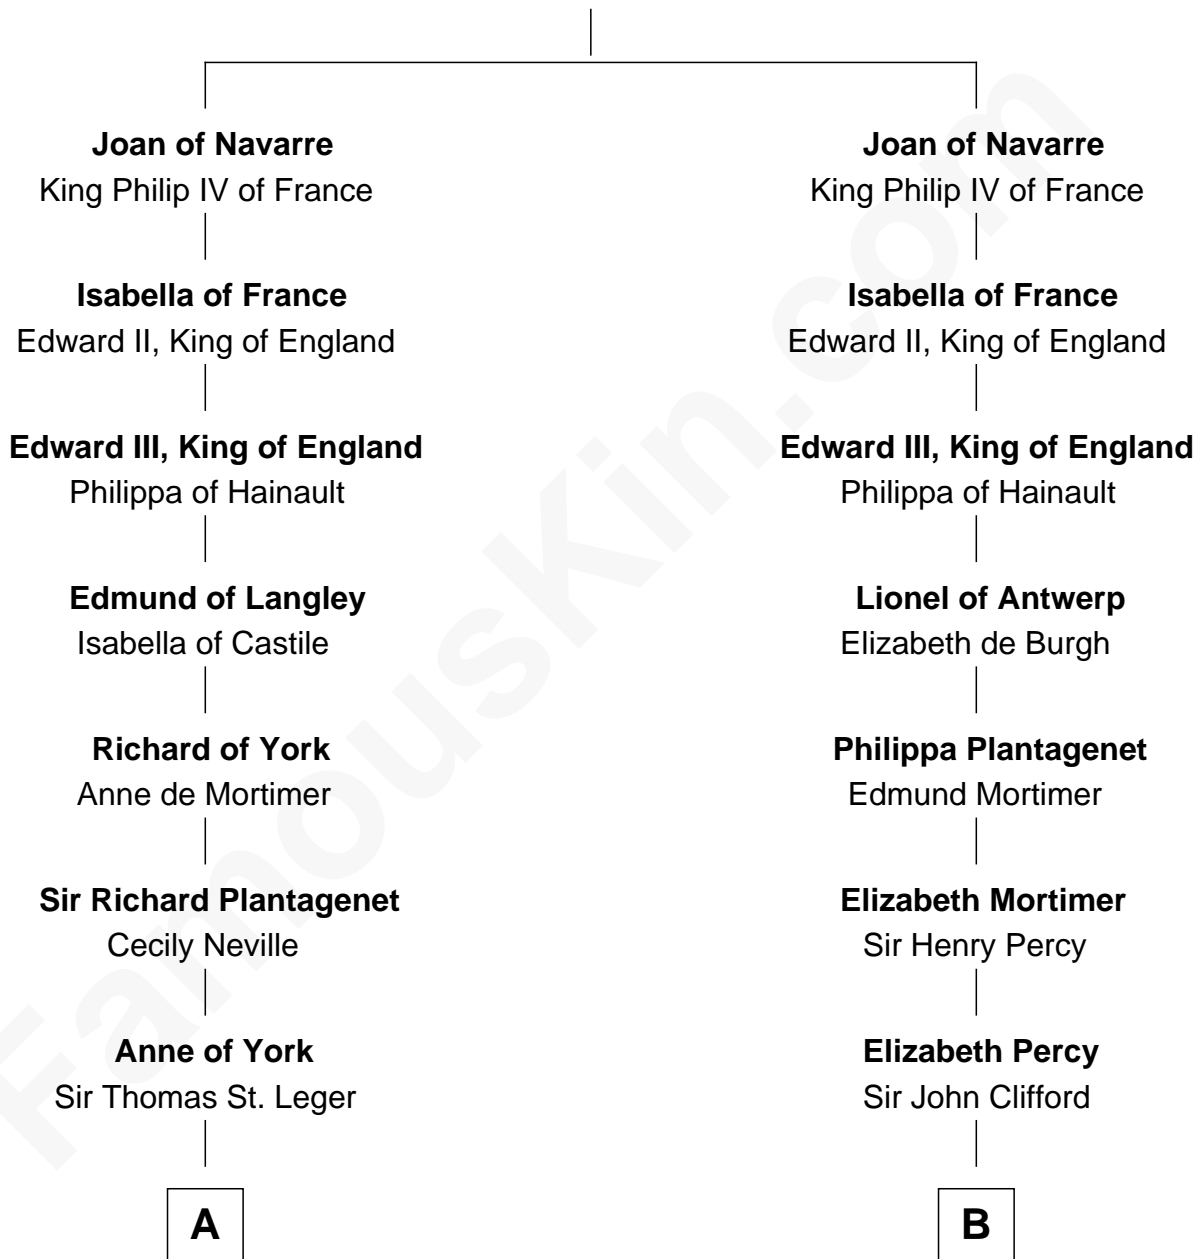 Joan of Navarre
King Philip IV of France
Isabella of France
Edward II, King of England
Edward III, King of England
Philippa of Hainault
Edmund of Langley
Isabella of Castile
Richard of York
Anne de Mortimer
Sir Richard Plantagenet
Cecily Neville
Anne of York
Sir Thomas St. Leger
A
Joan of Navarre
King Philip IV of France
Isabella of France
Edward II, King of England
Edward III, King of England
Philippa of Hainault
Lionel of Antwerp
Elizabeth de Burgh
Philippa Plantagenet
Edmund Mortimer
Elizabeth Mortimer
Sir Henry Percy
Elizabeth Percy
Sir John Clifford
B
FamousKin.com